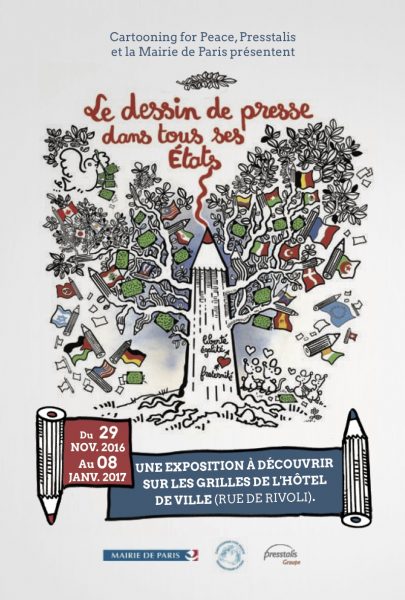 Cartooning for Peace, Presstalis
et la Mairie de Paris présentent
Le dessin de presse
dans tous ses
États
liberté
égalité
fraternité
Du 29
NOV. 2016
Au 08
JANV. 2017
UNE EXPOSITION À DÉCOUVRIR
SUR LES GRILLES DE L'HÔTEL
DE VILLE (RUE DE RIVOLI).
MAIRIE DE PARIS
presstalis
Groupe